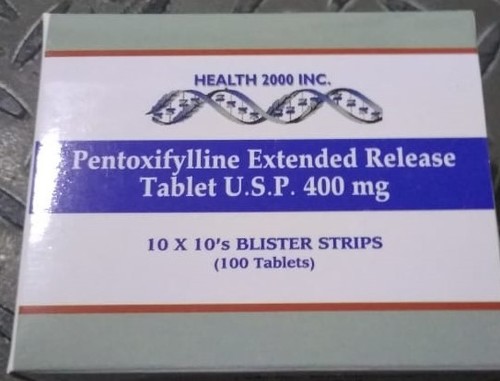 HEALTH 2000 INC.
Pentoxifylline Extended Release
Tablet U.S.P. 400 mg
10 X 10's BLISTER STRIPS
(100 Tablets)